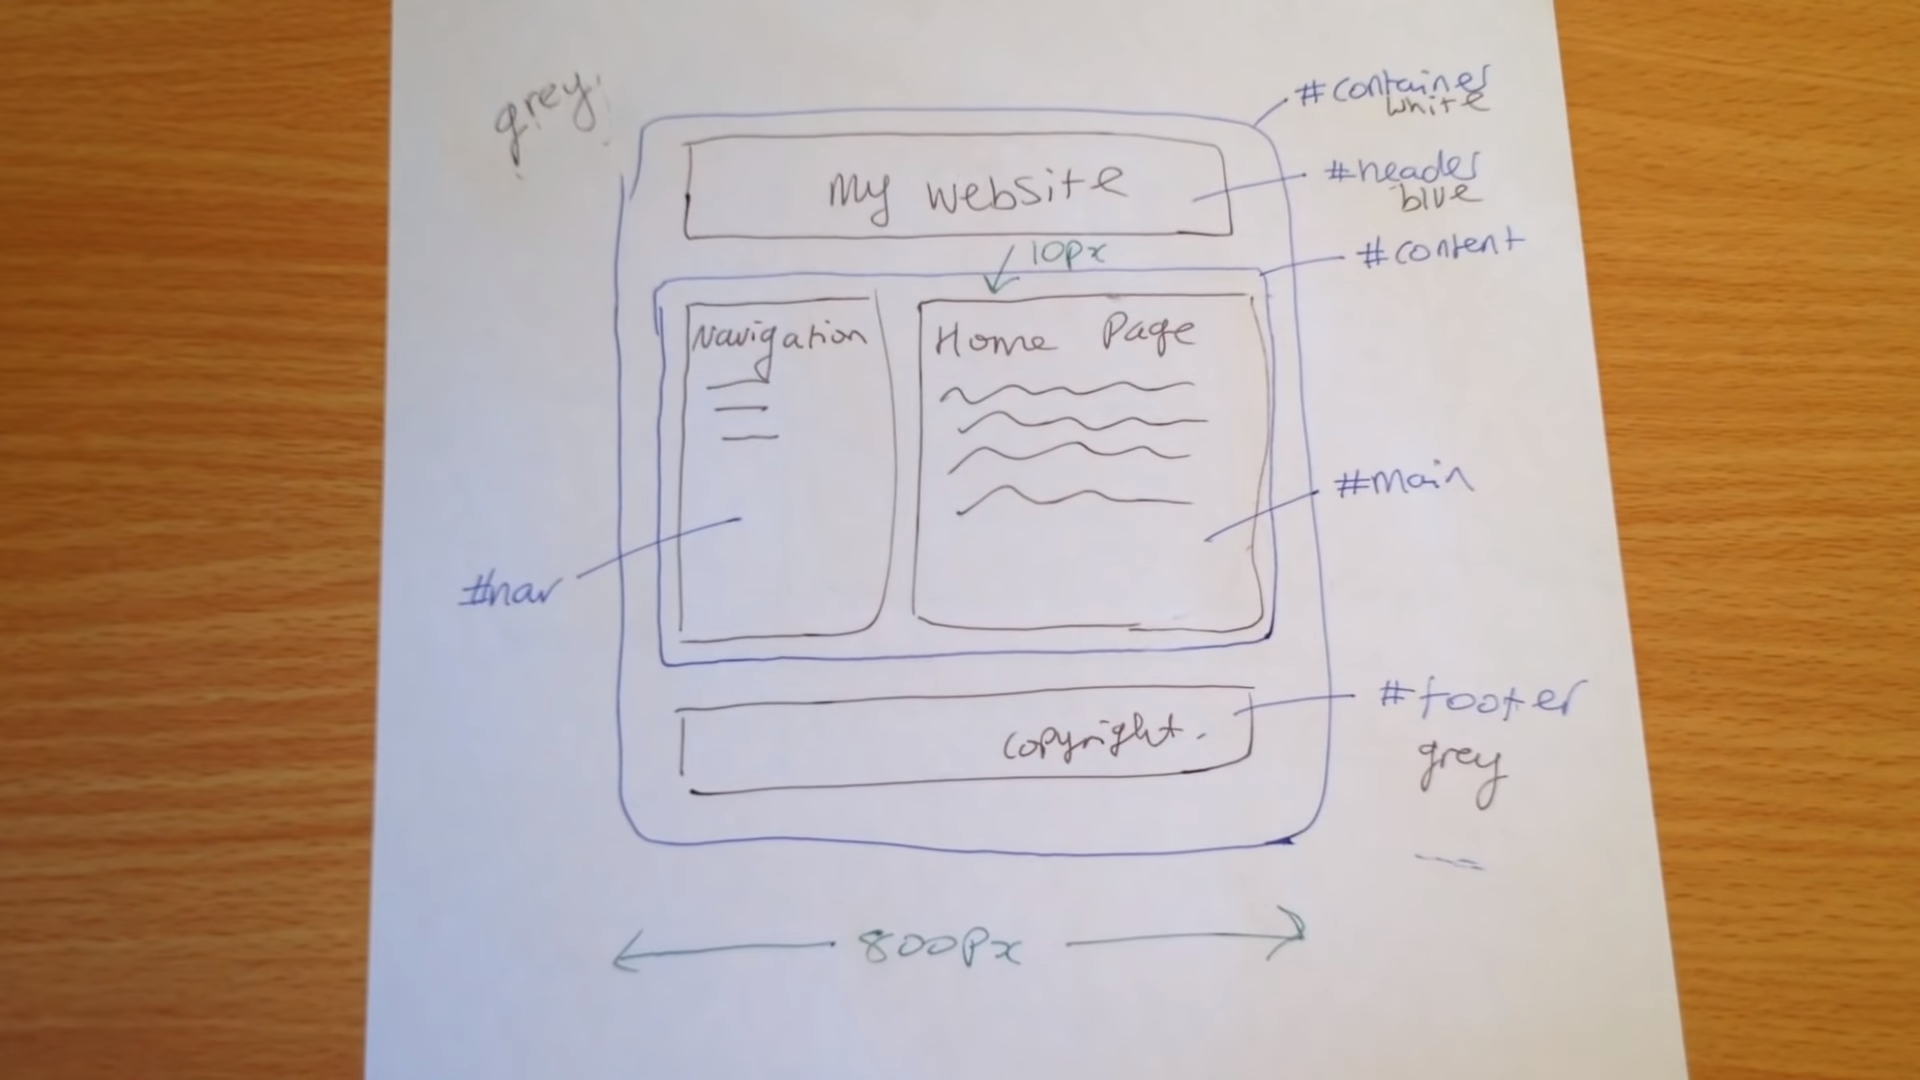 grey
#container
white
My website
#header
blue
10px
#content
Navigation
Home Page
#main
#nav
#footer
copyright.
grey
800px